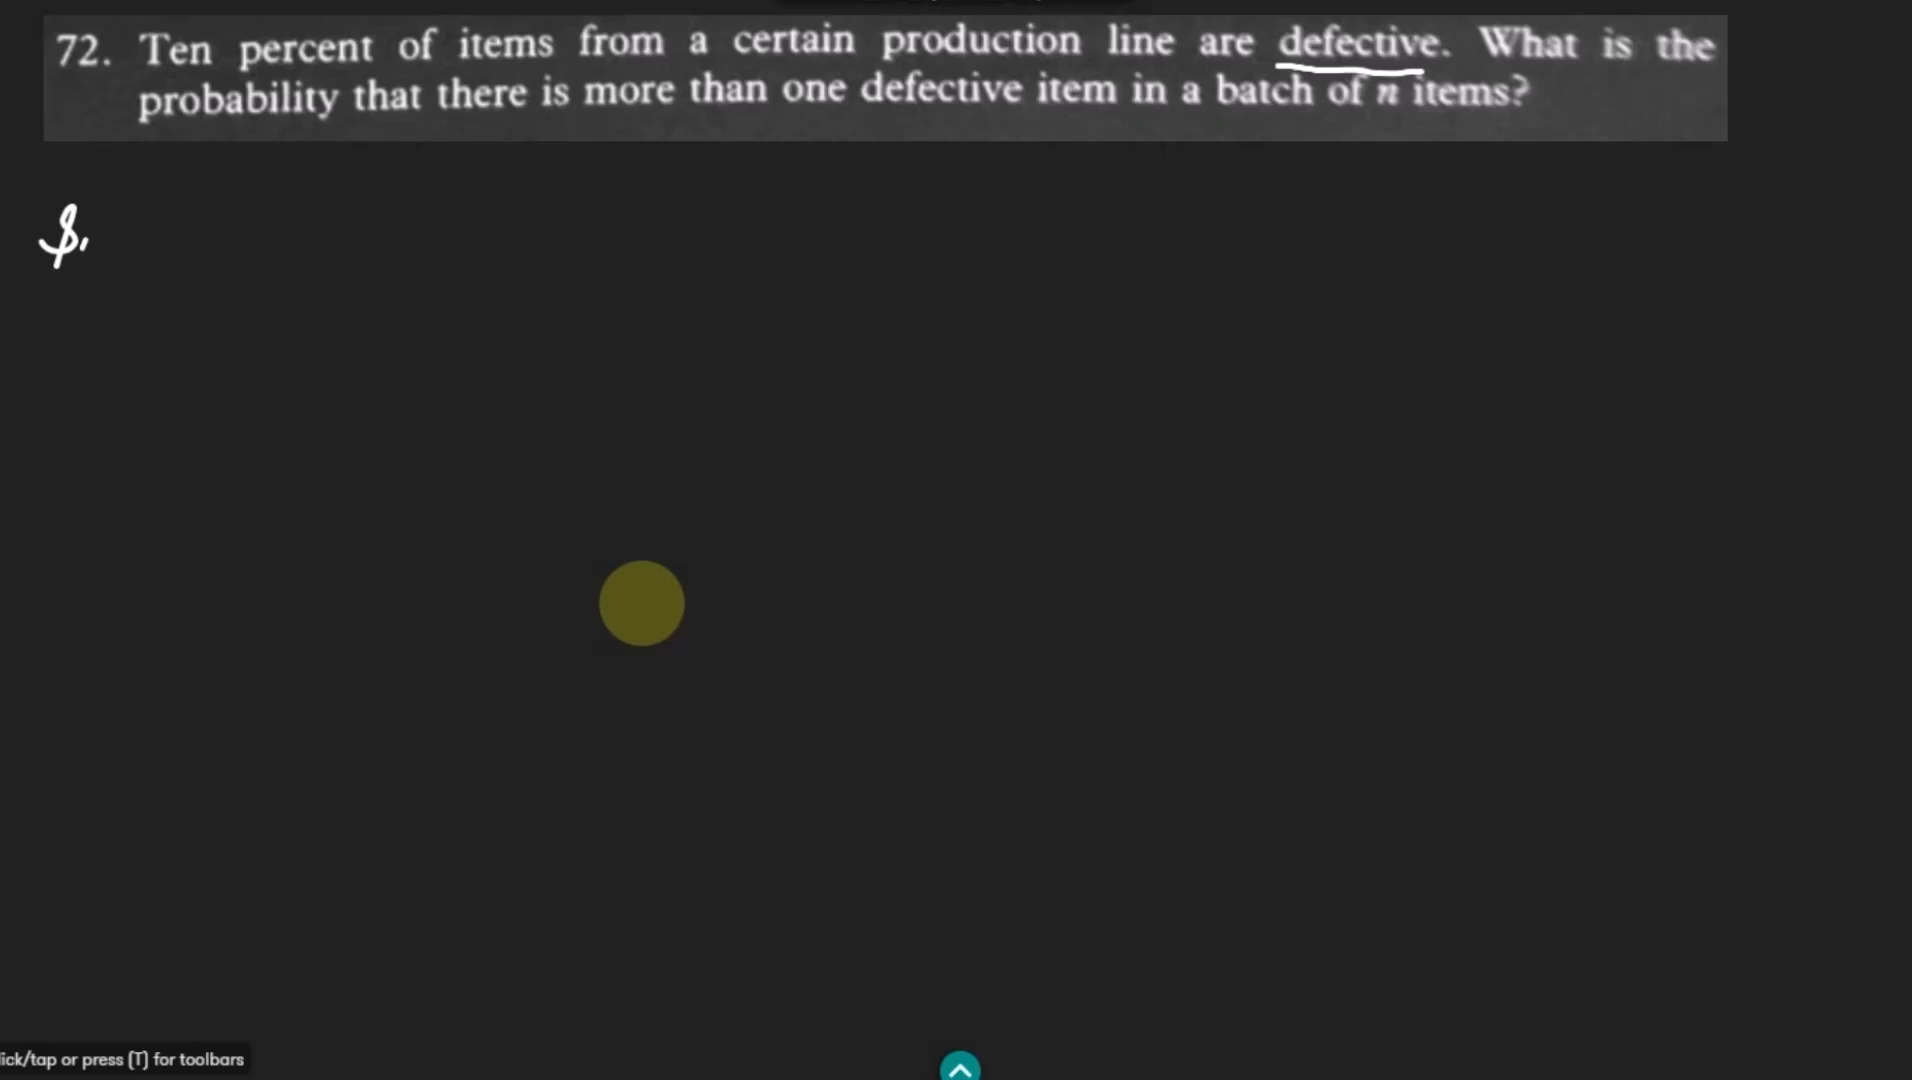 72. Ten percent of items from a certain production line are defective. What is the
probability that there is more than one defective item in a batch of n items?
ick/tap or press (T) for toolbars